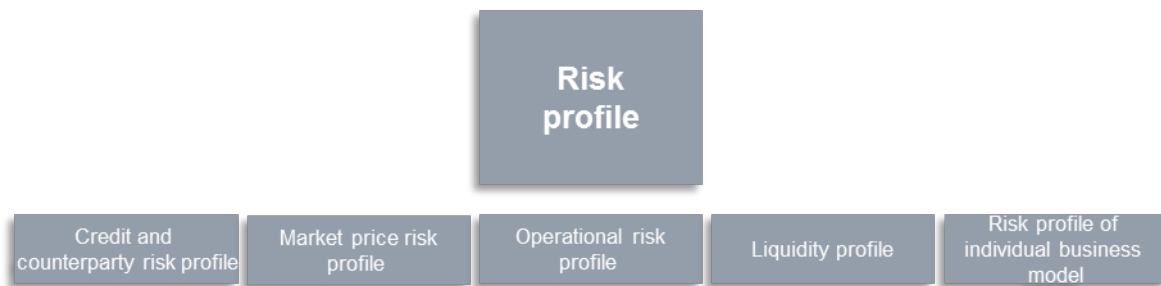 Risk
profile
Credit and
counterparty risk profile
Market price risk
profile
Operational risk
profile
Liquidity profile
Risk profile of
individual business
model